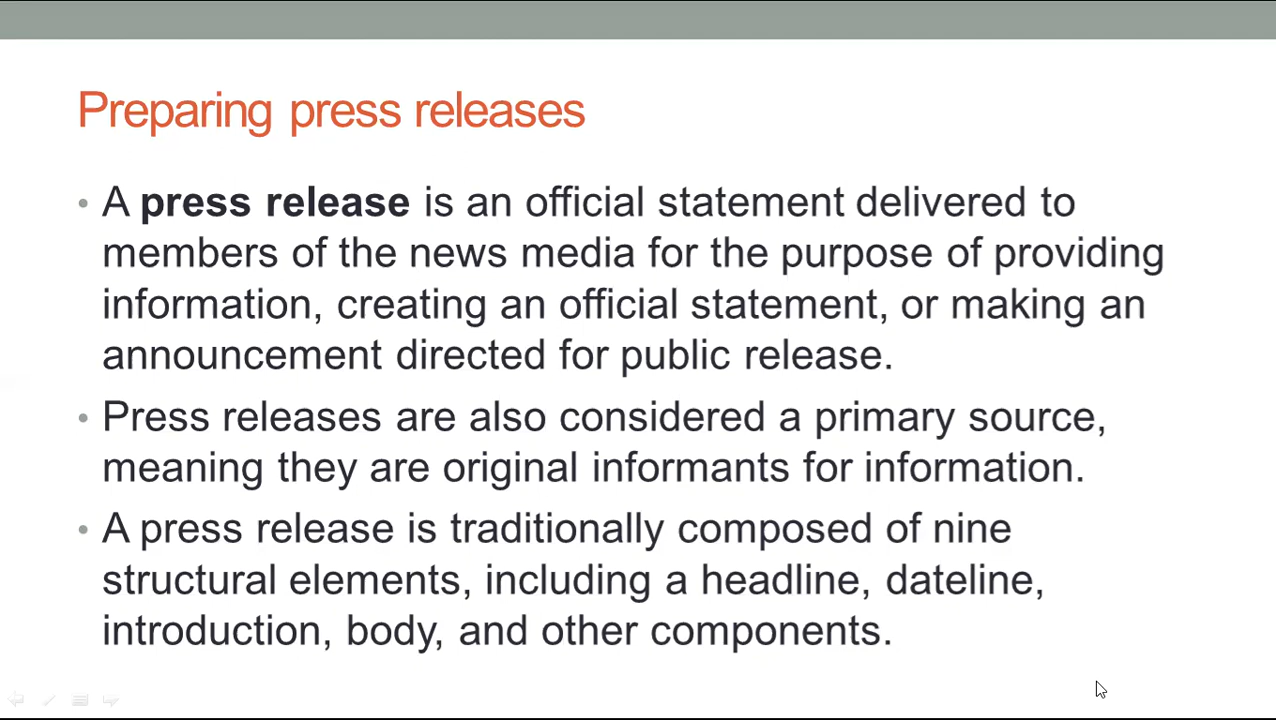 Preparing press releases
• A press release is an official statement delivered to
members of the news media for the purpose of providing
information, creating an official statement, or making an
announcement directed for public release.
• Press releases are also considered a primary source,
meaning they are original informants for information.
• A press release is traditionally composed of nine
structural elements, including a headline, dateline,
introduction, body, and other components.